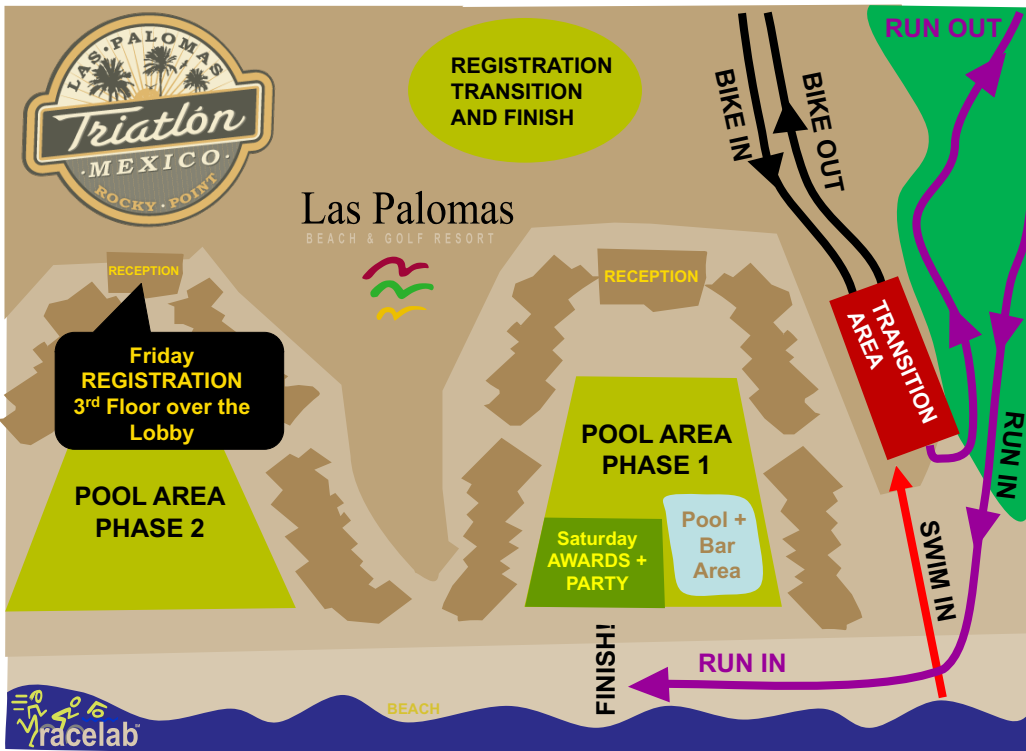 LAS · PALOMAS
Triatlón
· MEXICO ·
ROCKY · POINT
REGISTRATION
TRANSITION
AND FINISH
BIKE IN
BIKE OUT
RUN OUT
Las Palomas
BEACH & GOLF RESORT
RECEPTION
RECEPTION
Friday
REGISTRATION
3rd Floor over the
Lobby
TRANSITION
AREA
POOL AREA
PHASE 1
POOL AREA
PHASE 2
Saturday
AWARDS +
PARTY
Pool +
Bar
Area
RUN IN
SWIM IN
FINISH!
RUN IN
BEACH
racelab™